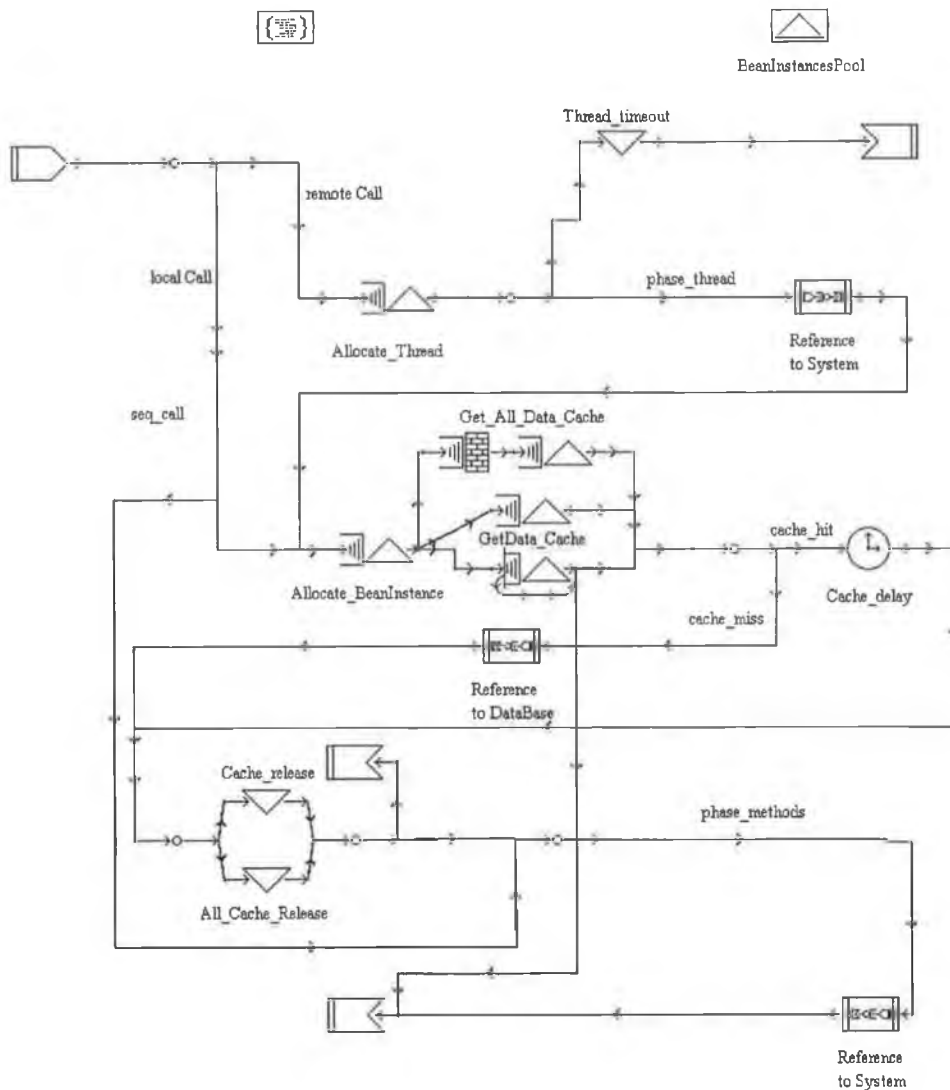 BeanInstancesPool
Thread_timeout
remote Call
local Call
phase_thread
Allocate_Thread
Reference
to System
seq_call
Get_All_Data_Cache
cache_hit
GetData_Cache
Allocate_BeanInstance
Cache_delay
cache_miss
Reference
to DataBase
Cache_release
phase_methods
All_Cache_Release
Reference
to System